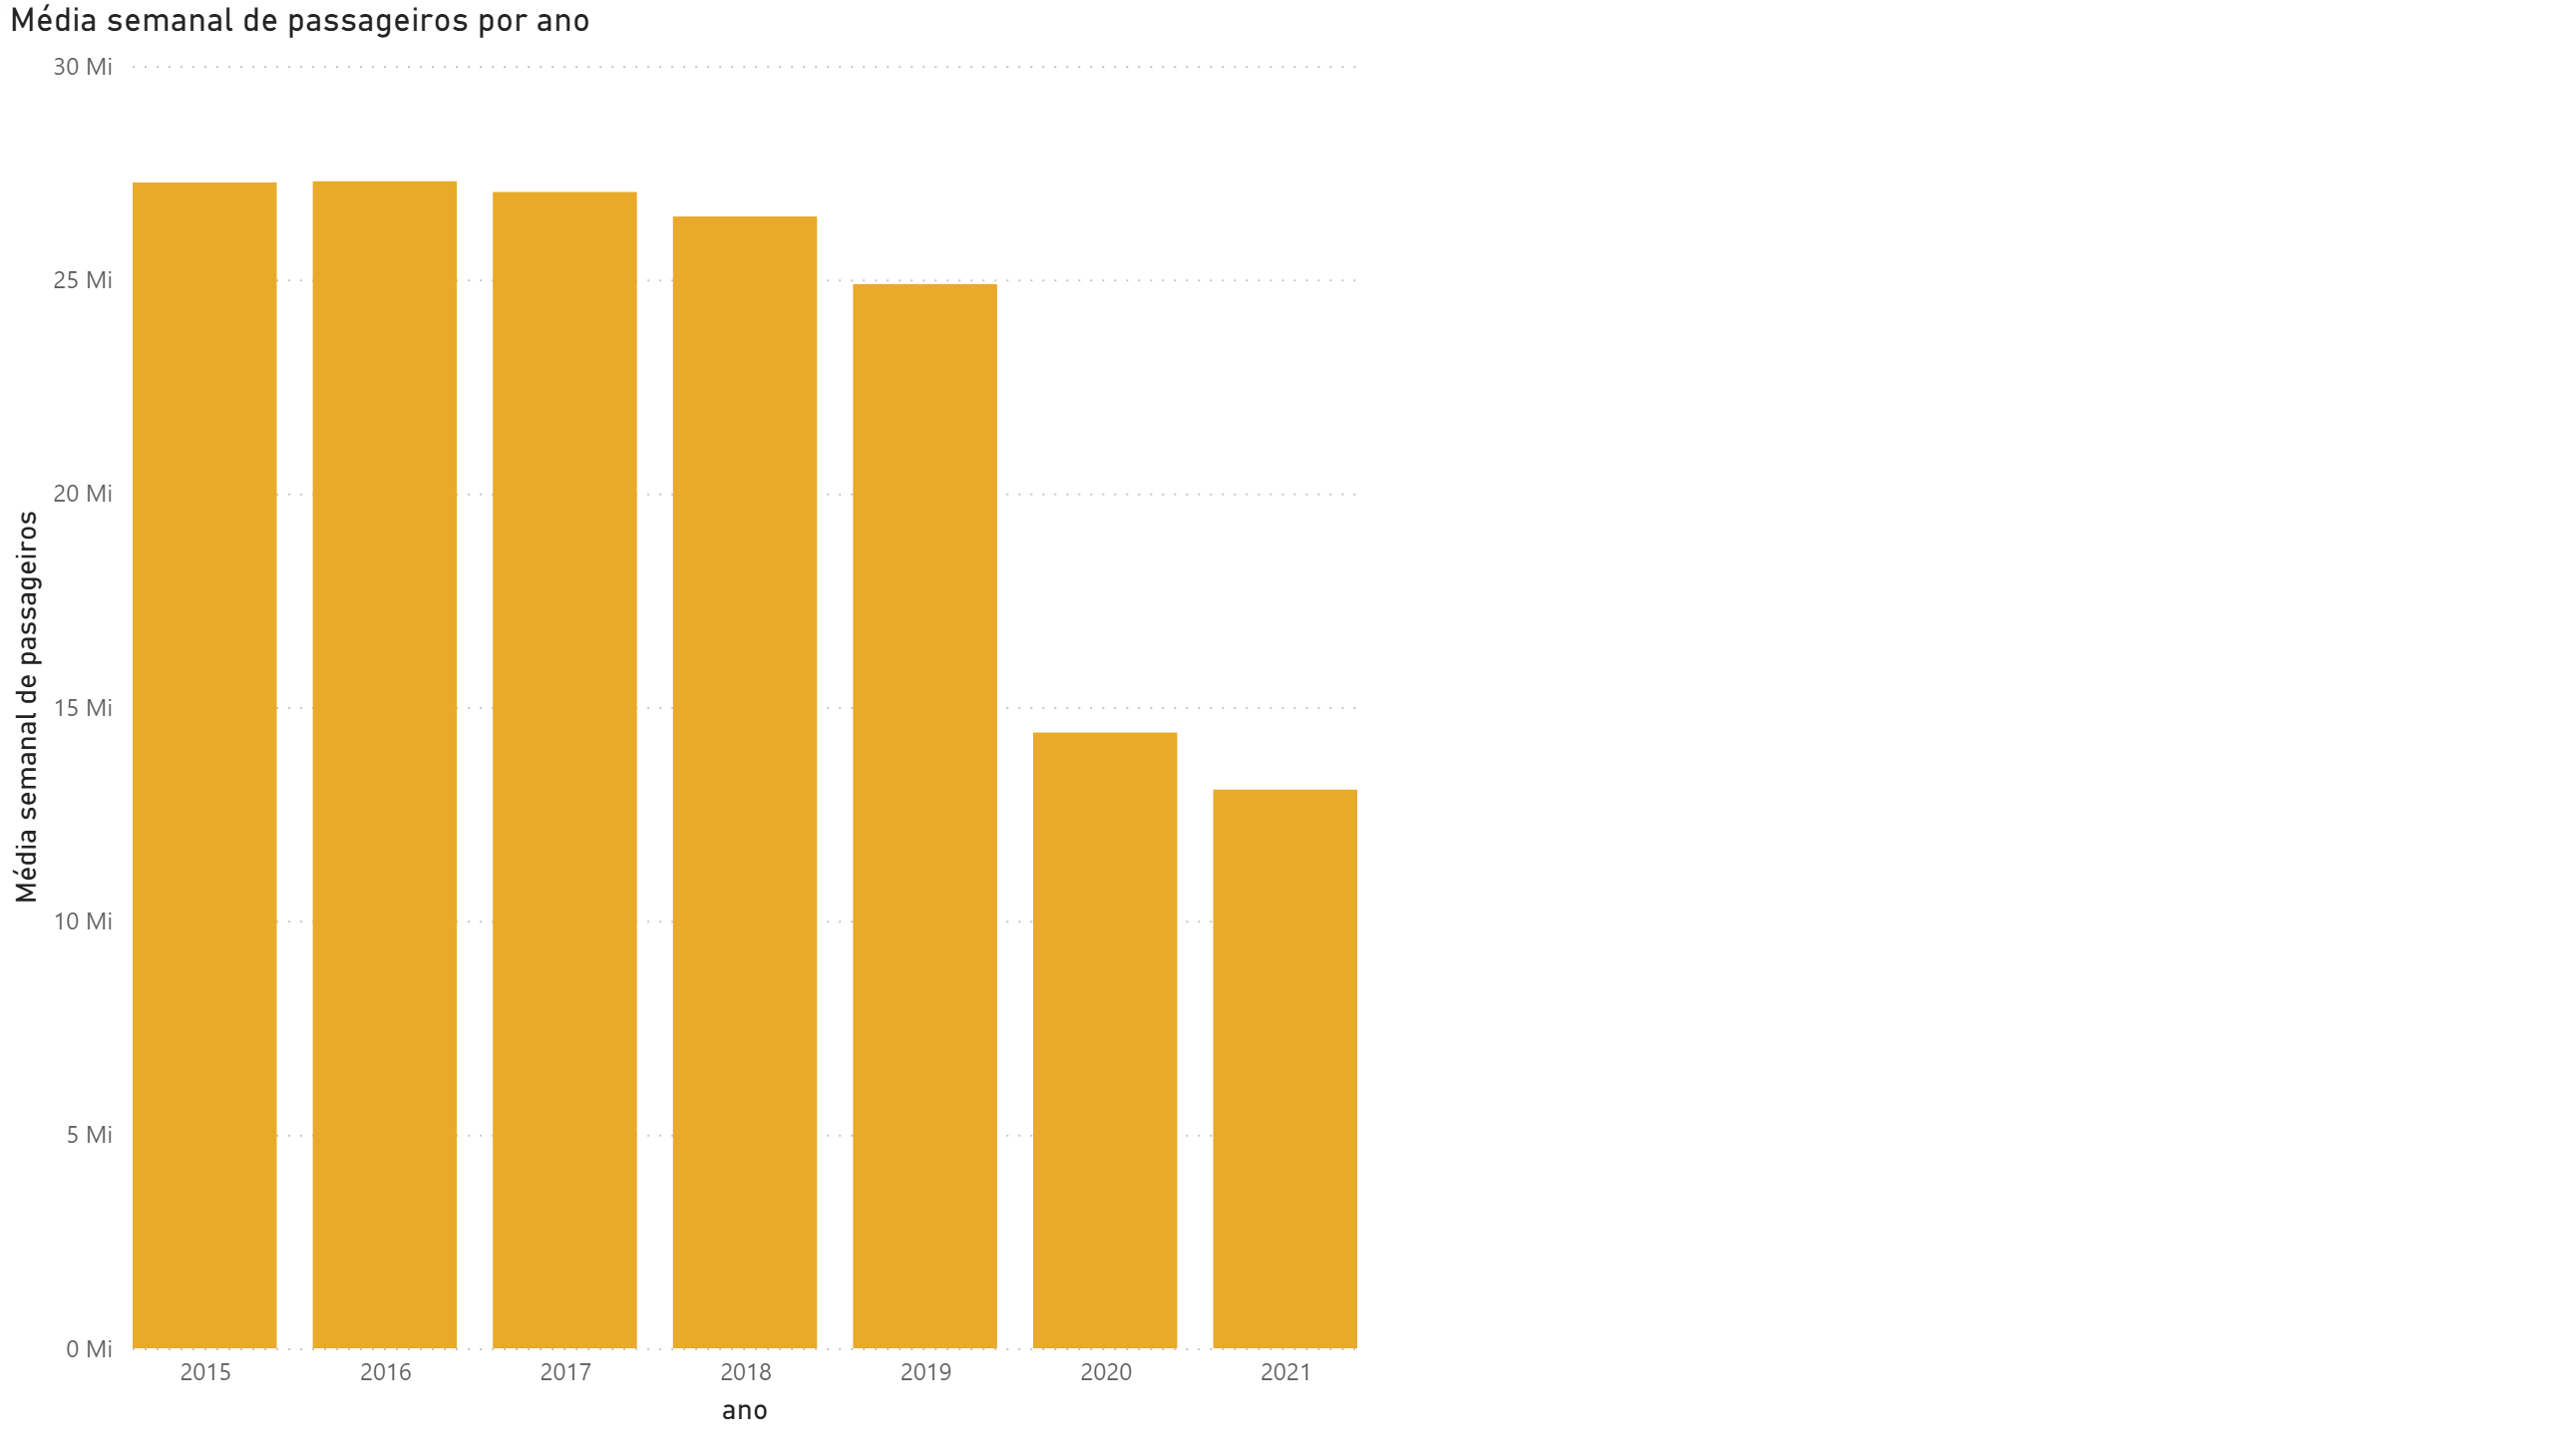 Média semanal de passageiros por ano
Média semanal de passageiros
30 Mi
25 Mi
20 Mi
15 Mi
10 Mi
5 Mi
0 Mi
2015
2016
2017
2018
2019
2020
2021
ano